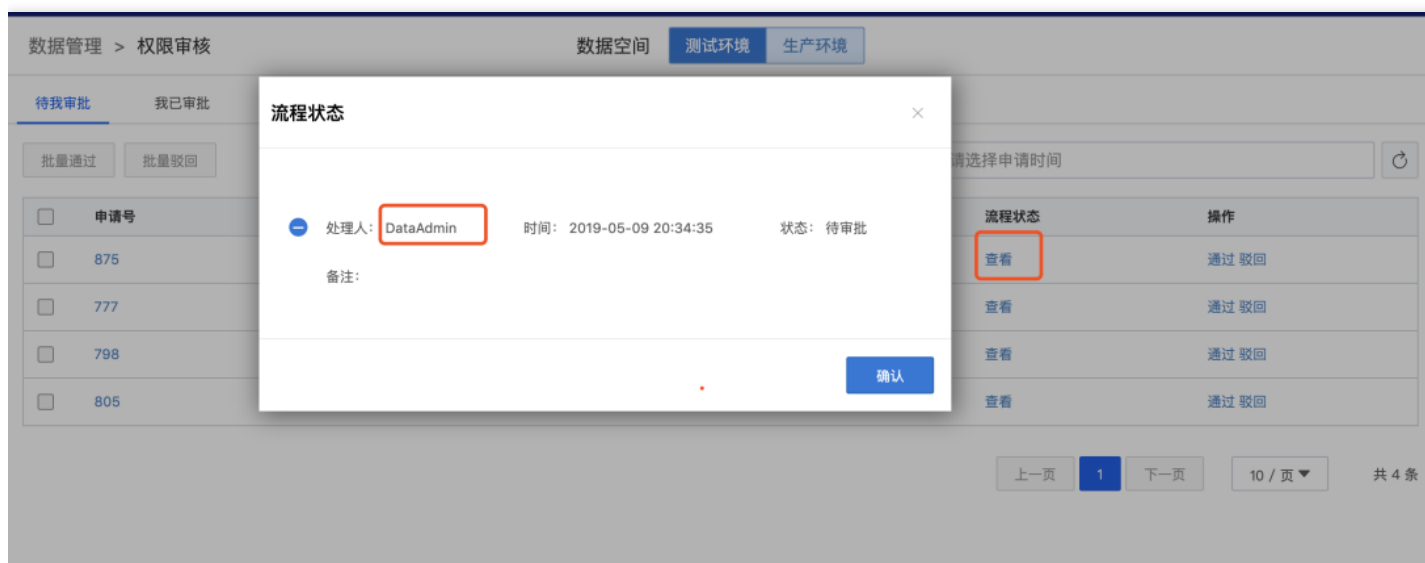 数据管理 > 权限审核 数据空间 测试环境 生产环境
待我审批 我已审批
流程状态
批量通过 批量驳回 请选择申请时间
申请号 流程状态 操作
处理人: DataAdmin 时间: 2019-05-09 20:34:35 状态: 待审批
875 查看 通过 驳回
备注:
777 查看 通过 驳回
798 查看 通过 驳回
确认
805 查看 通过 驳回
上一页 1 下一页 10 / 页 共 4 条